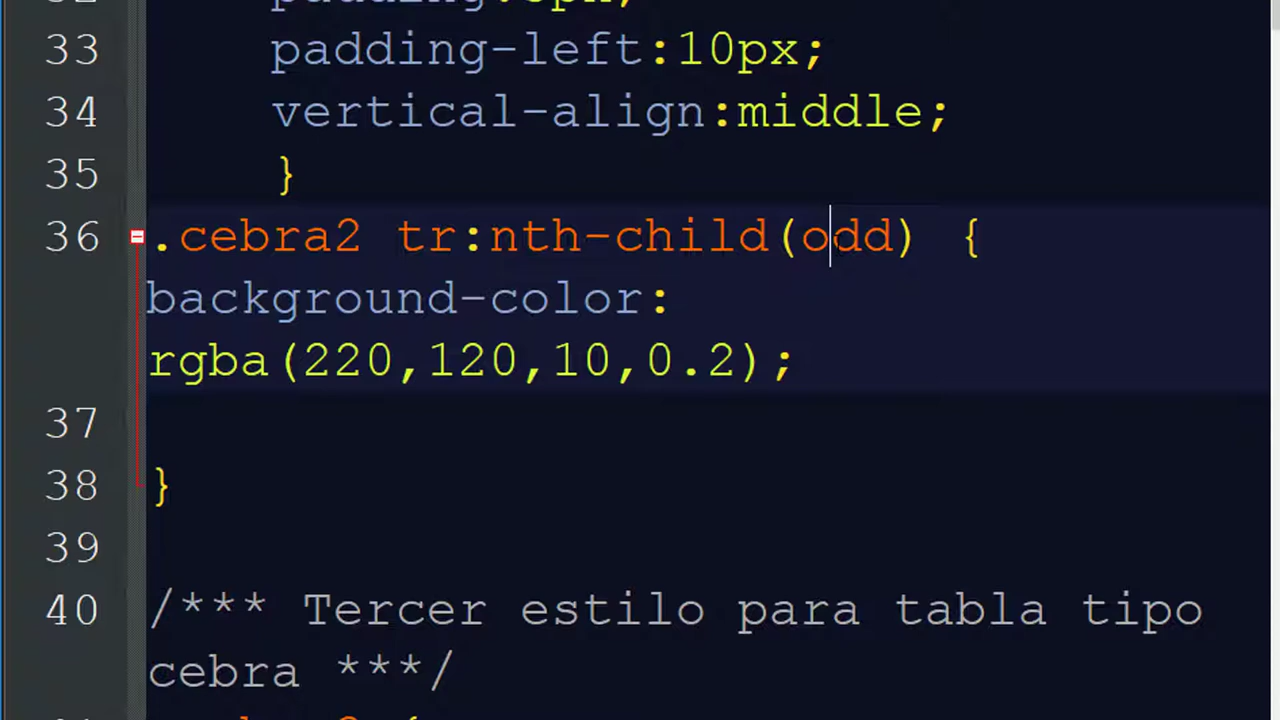 33 padding-left:10px;
34 vertical-align:middle;
35 }
36 .cebra2 tr:nth-child(odd) {
background-color:
rgba(220,120,10,0.2);
37
38 }
39
40 /*** Tercer estilo para tabla tipo
cebra ***/